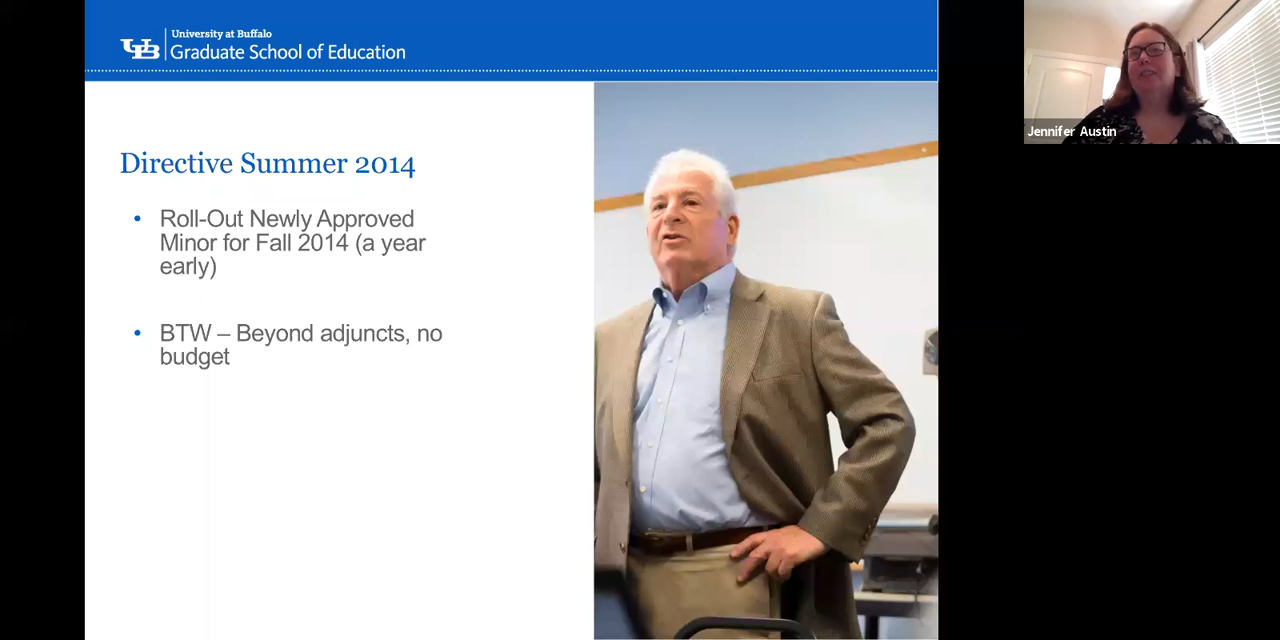 University at Buffalo
UB Graduate School of Education
Directive Summer 2014
• Roll-Out Newly Approved
Minor for Fall 2014 (a year
early)
• BTW – Beyond adjuncts, no
budget
Jennifer Austin